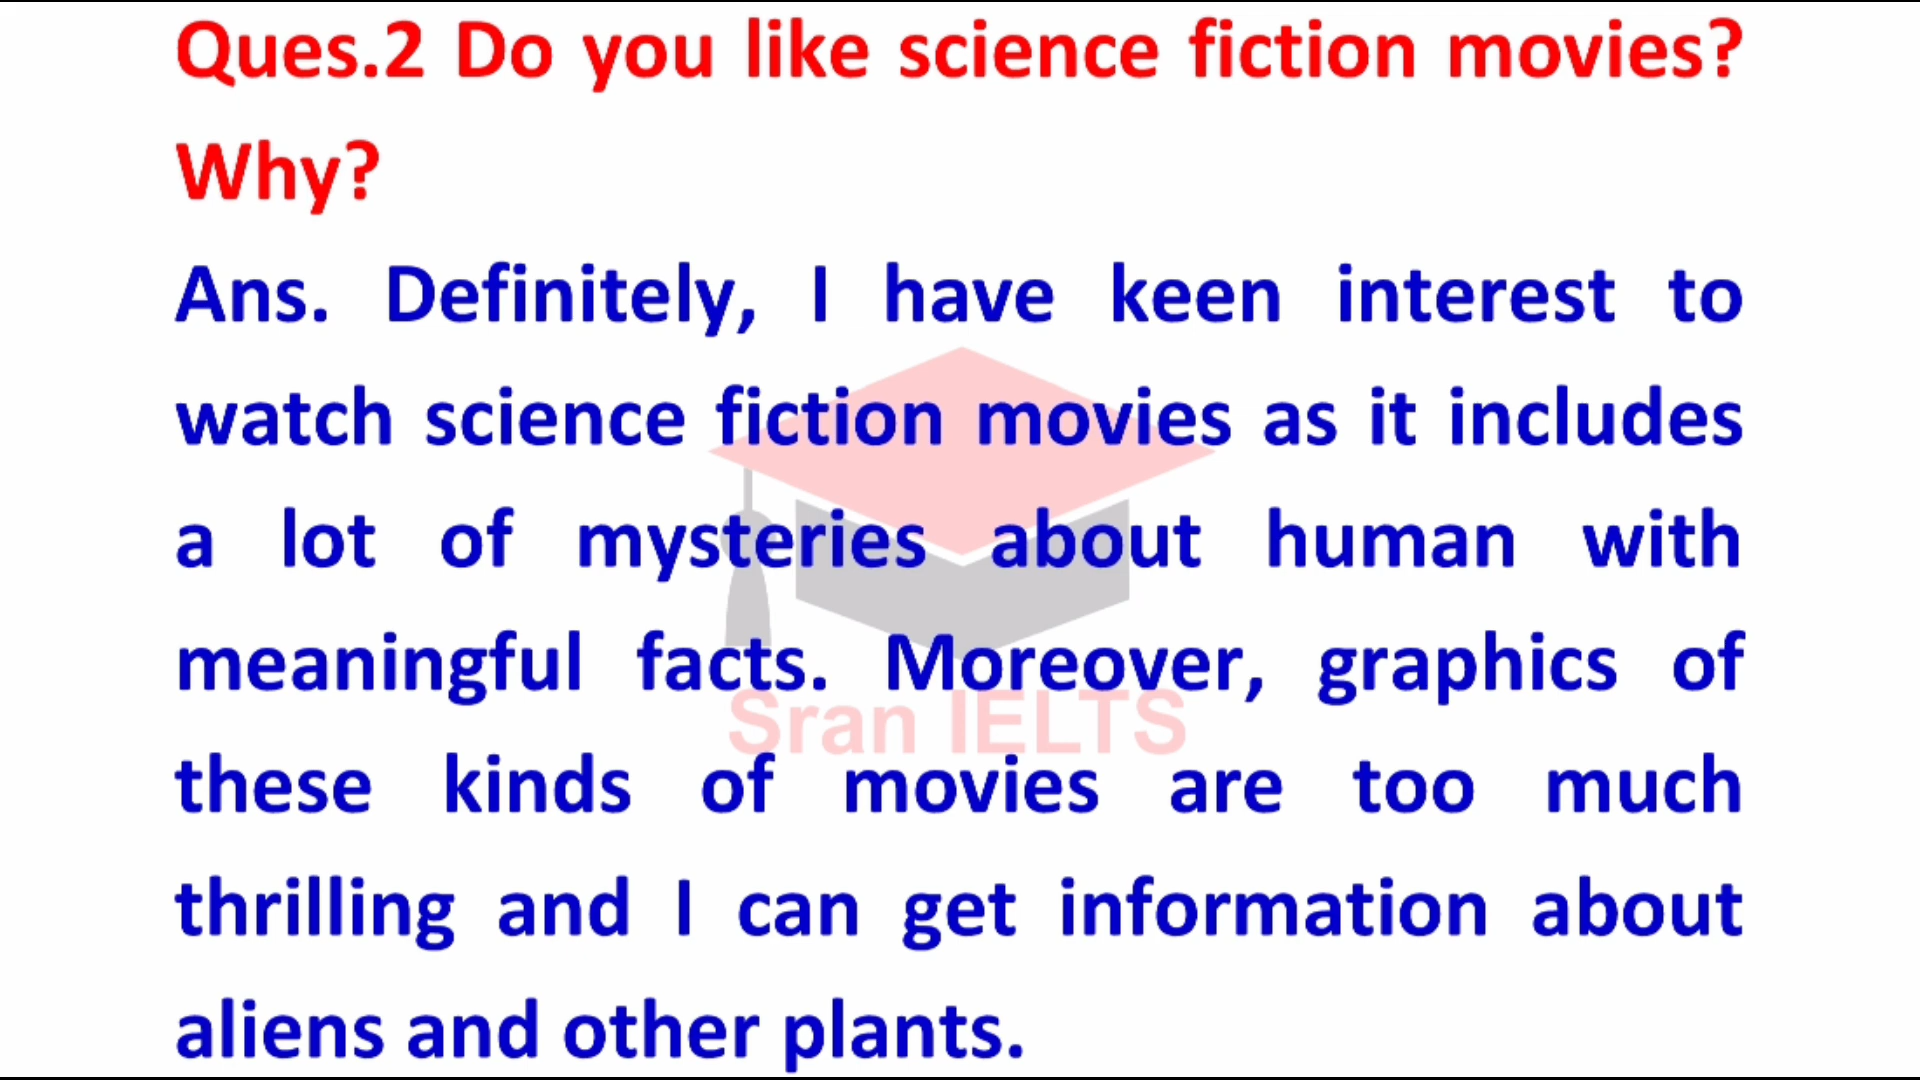 Ques.2 Do you like science fiction movies?
Why?
Ans. Definitely, I have keen interest to
watch science fiction movies as it includes
a lot of mysteries about human with
meaningful facts. Moreover, graphics of
Sran IELTS
these kinds of movies are too much
thrilling and I can get information about
aliens and other plants.